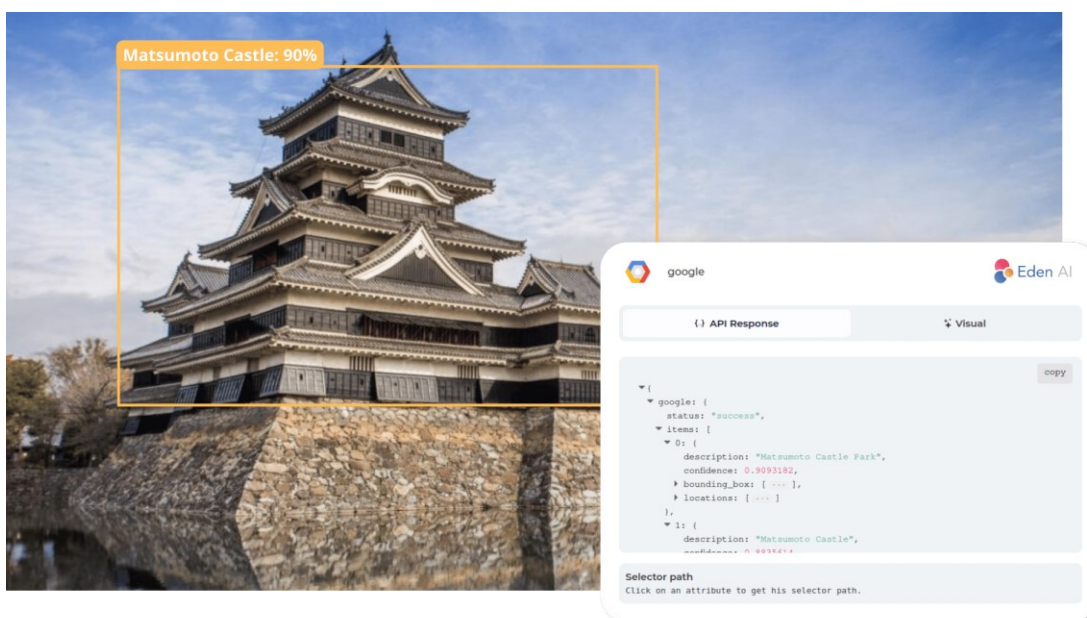 Matsumoto Castle: 90%
google
Eden AI
{.} API Response
Visual
copy
▼{
▼ google: {
status: "success",
▼ items: [
▼ 0: {
description: "Matsumoto Castle Park",
confidence: 0.9093182,
▶ bounding_box: [ ... ],
▶ locations: [ ... ]
},
▼ 1: {
description: "Matsumoto Castle",
Selector path
Click on an attribute to get his selector path.